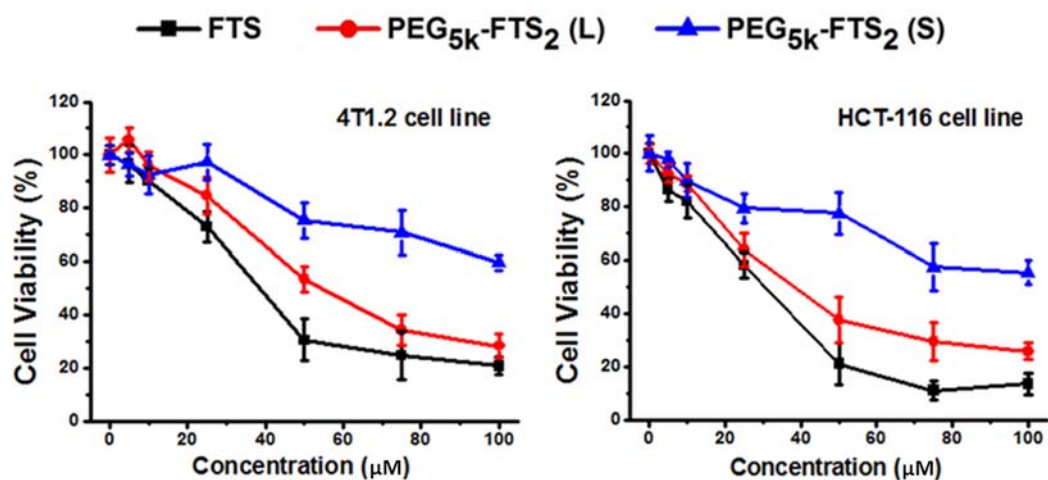 FTS PEG5k-FTS2 (L) PEG5k-FTS2 (S)
4T1.2 cell line
120
100
80
60
40
20
0
Cell Viability (%)
0 20 40 60 80 100
Concentration (μM)
HCT-116 cell line
120
100
80
60
40
20
0
Cell Viability (%)
0 20 40 60 80 100
Concentration (μM)